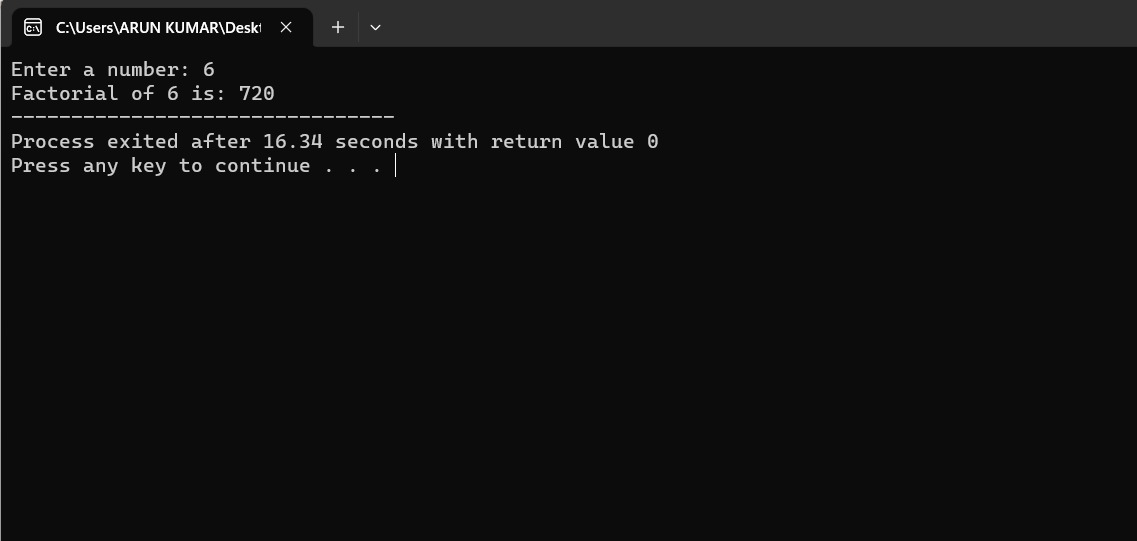 C:\Users\ARUN KUMAR\Desk
Enter a number: 6
Factorial of 6 is: 720
--------------------------------
Process exited after 16.34 seconds with return value 0
Press any key to continue . . .